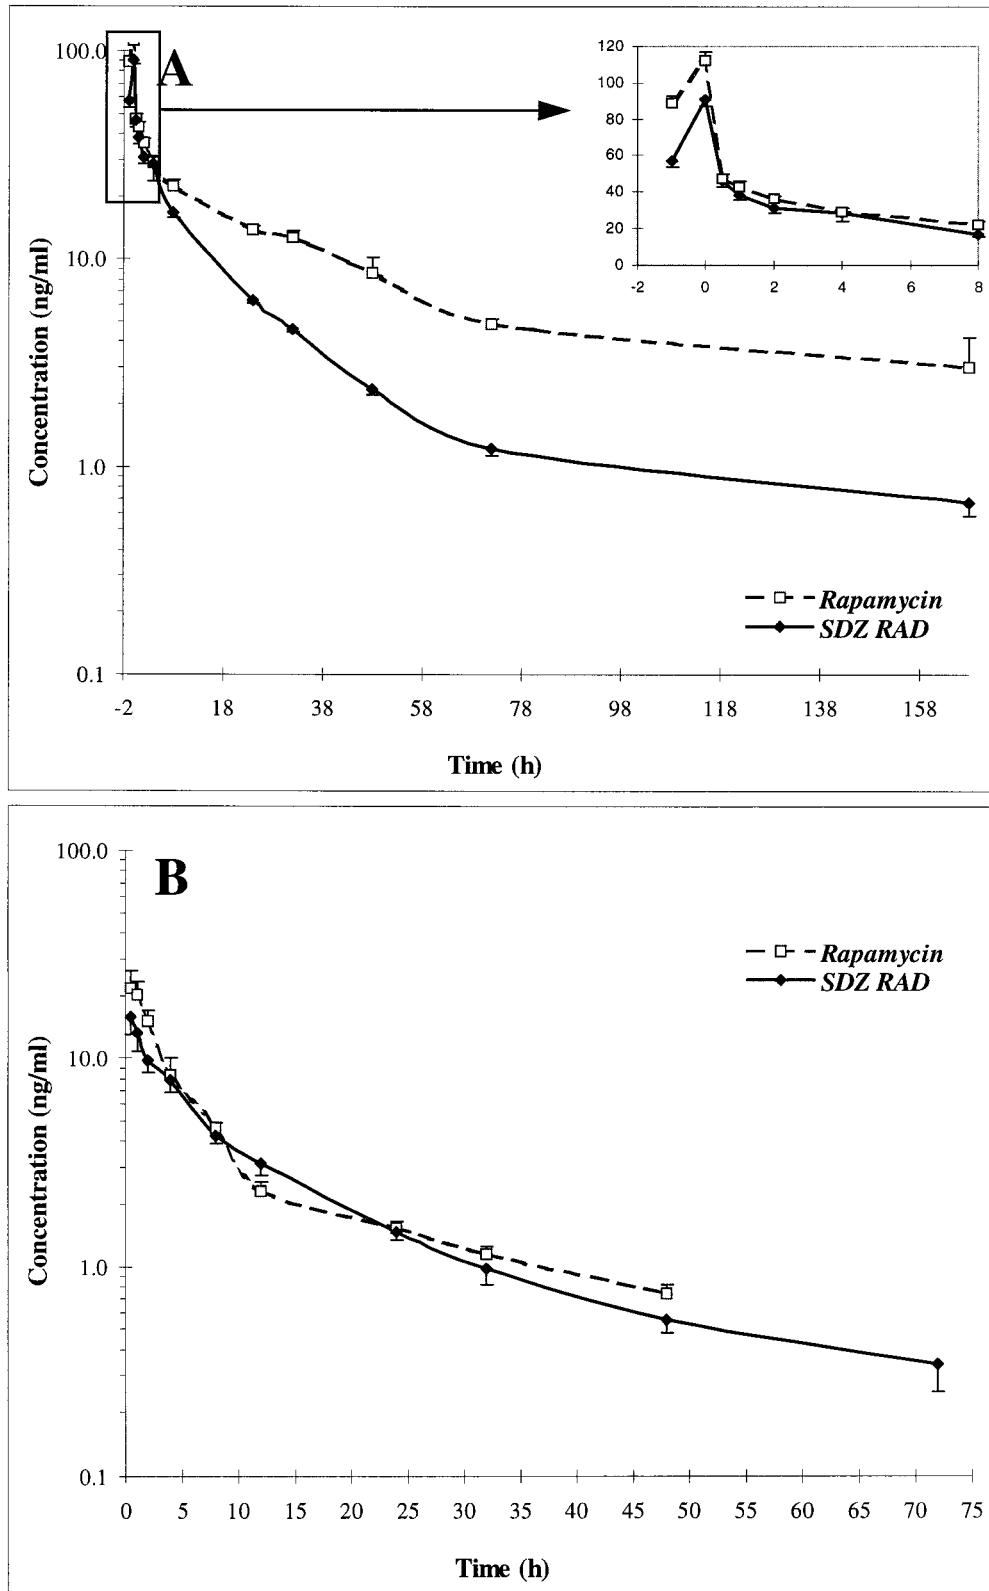 A
100.0
10.0
1.0
0.1
Concentration (ng/ml)
-2 18 38 58 78 98 118 138 158
Time (h)
120
100
80
60
40
20
0
-2 0 2 4 6 8
Rapamycin
SDZ RAD
B
100.0
10.0
1.0
0.1
Concentration (ng/ml)
Rapamycin
SDZ RAD
0 5 10 15 20 25 30 35 40 45 50 55 60 65 70 75
Time (h)